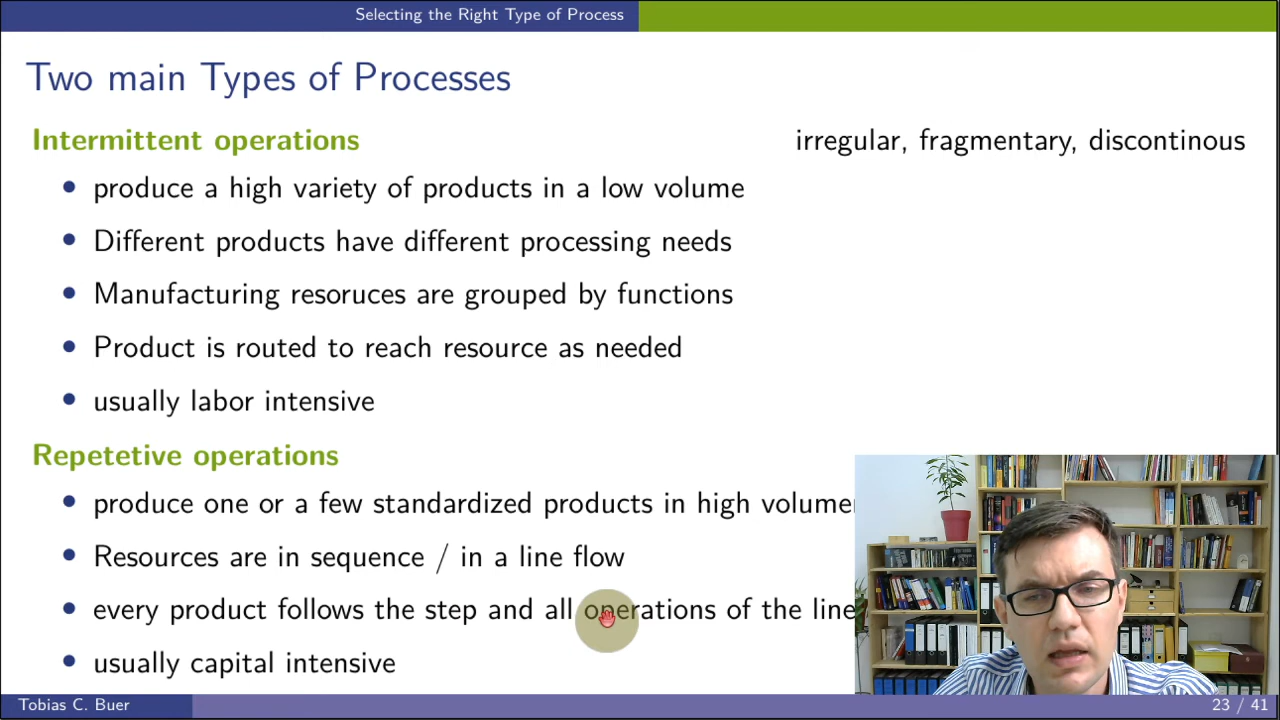 Selecting the Right Type of Process
Two main Types of Processes
Intermittent operations
irregular, fragmentary, discontinous
• produce a high variety of products in a low volume
• Different products have different processing needs
• Manufacturing resoruces are grouped by functions
• Product is routed to reach resource as needed
• usually labor intensive
Repetetive operations
• produce one or a few standardized products in high volume
• Resources are in sequence / in a line flow
• every product follows the step and all operations of the line
• usually capital intensive
Tobias C. Buer
23 / 41